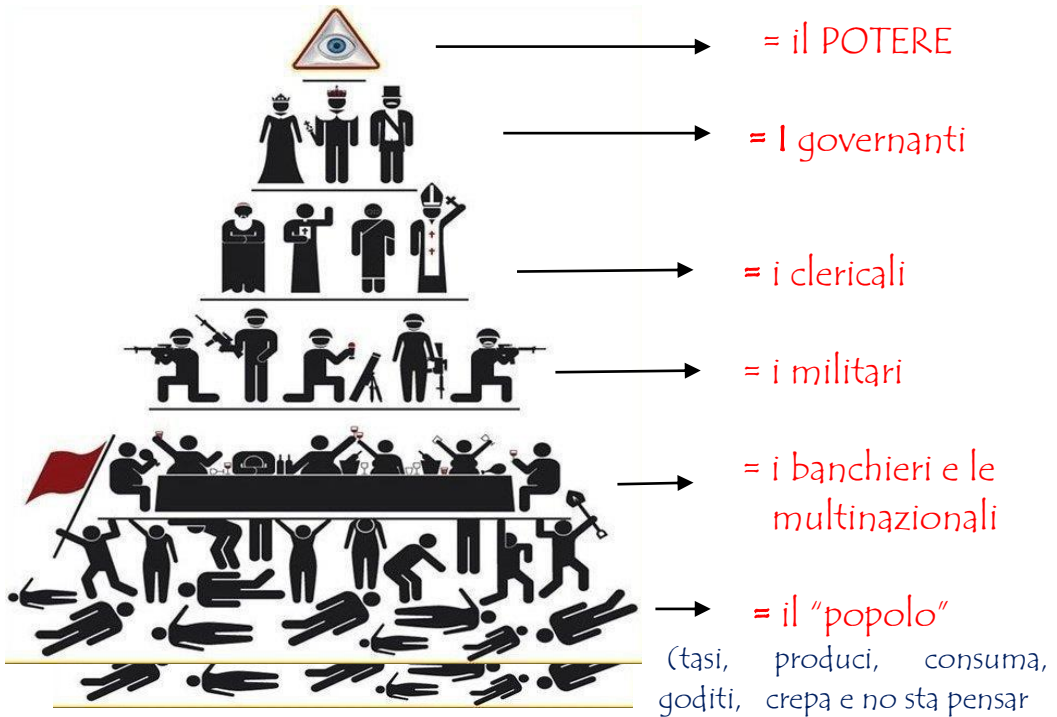 = il POTERE
= I governanti
= i clericali
= i militari
= i banchieri e le
multinazionali
= il “popolo”
(tasi, produci, consuma,
goditi, crepa e no sta pensar